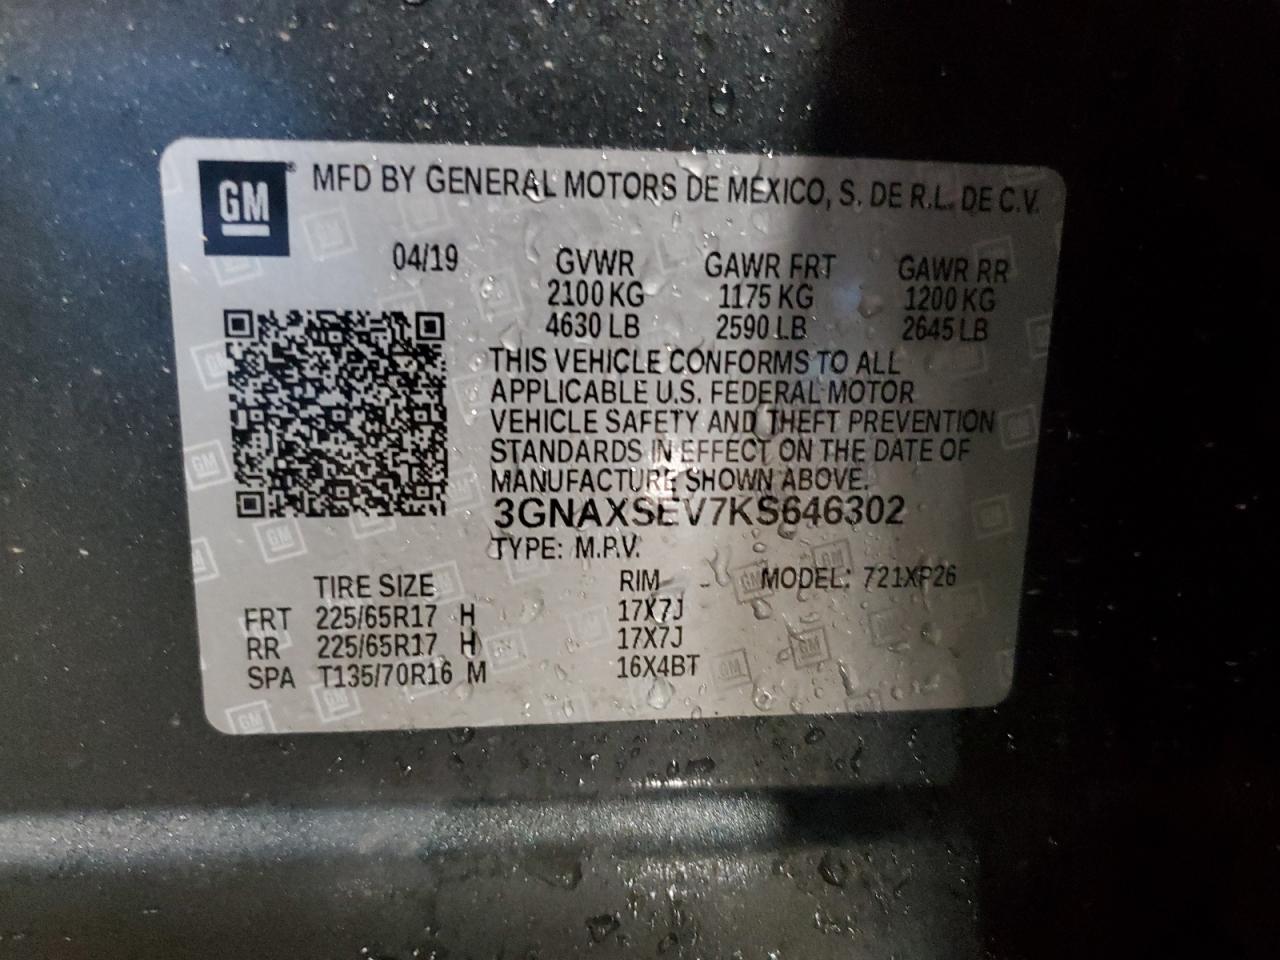 GM
MFD BY GENERAL MOTORS DE MEXICO, S. DE R.L. DE C.V.
04/19 GVWR GAWR FRT GAWR RR
2100 KG 1175 KG 1200 KG
4630 LB 2590 LB 2645 LB
THIS VEHICLE CONFORMS TO ALL
APPLICABLE U.S. FEDERAL MOTOR
VEHICLE SAFETY AND THEFT PREVENTION
STANDARDS IN EFFECT ON THE DATE OF
MANUFACTURE SHOWN ABOVE.
3GNAXSEV7KS646302
TYPE: M.P.V.
TIRE SIZE RIM MODEL: 721XP26
FRT 225/65R17 H 17X7J
RR 225/65R17 H 17X7J
SPA T135/70R16 M 16X4BT